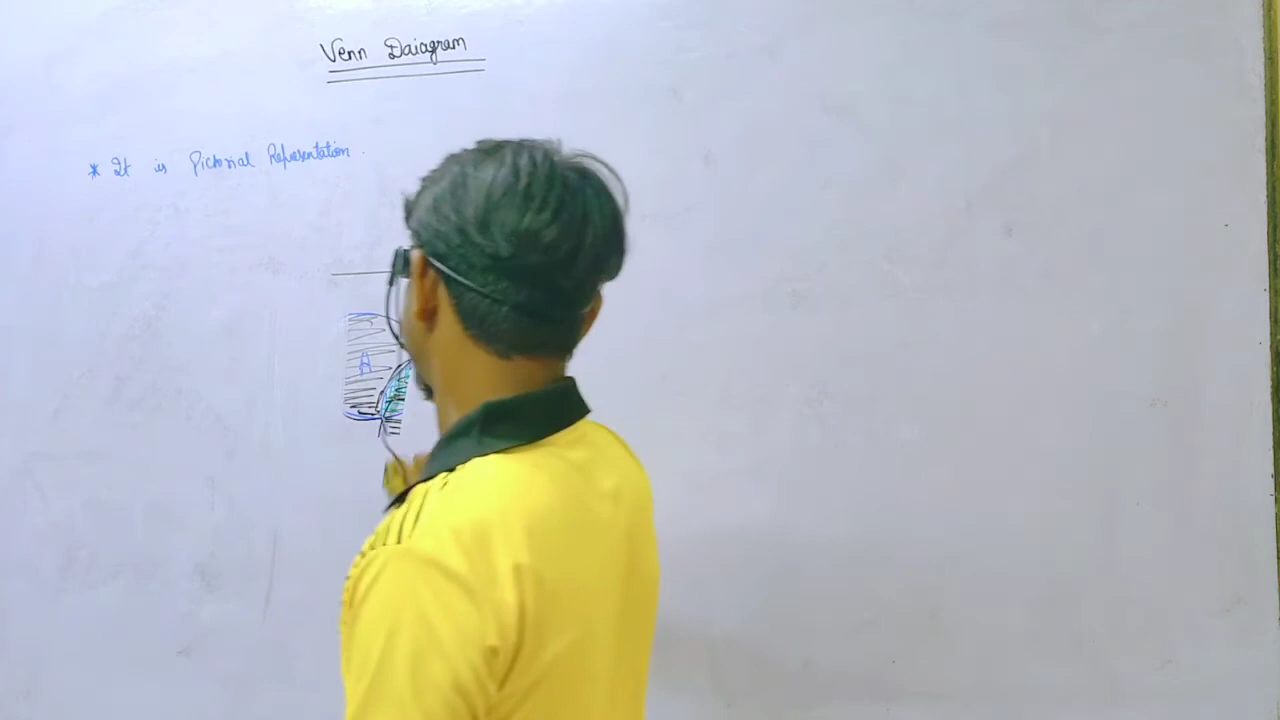 Venn Daiagram
* It is Pictorial Representation.
A